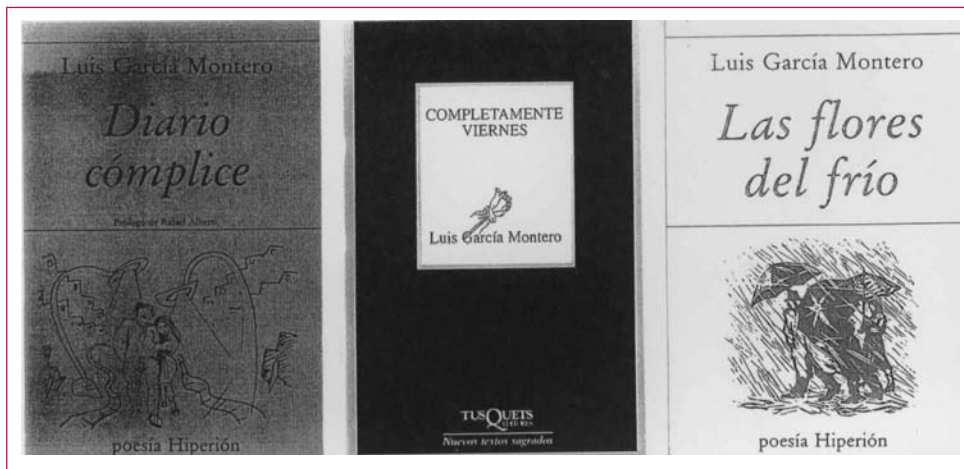 Luis García Montero
Diario
cómplice
Prólogo de Rafael Alberti
poesía Hiperión
COMPLETAMENTE
VIERNES
Luis García Montero
TUSQUETS
EDITORES
Nuevos textos sagrados
Luis García Montero
Las flores
del frío
poesía Hiperión